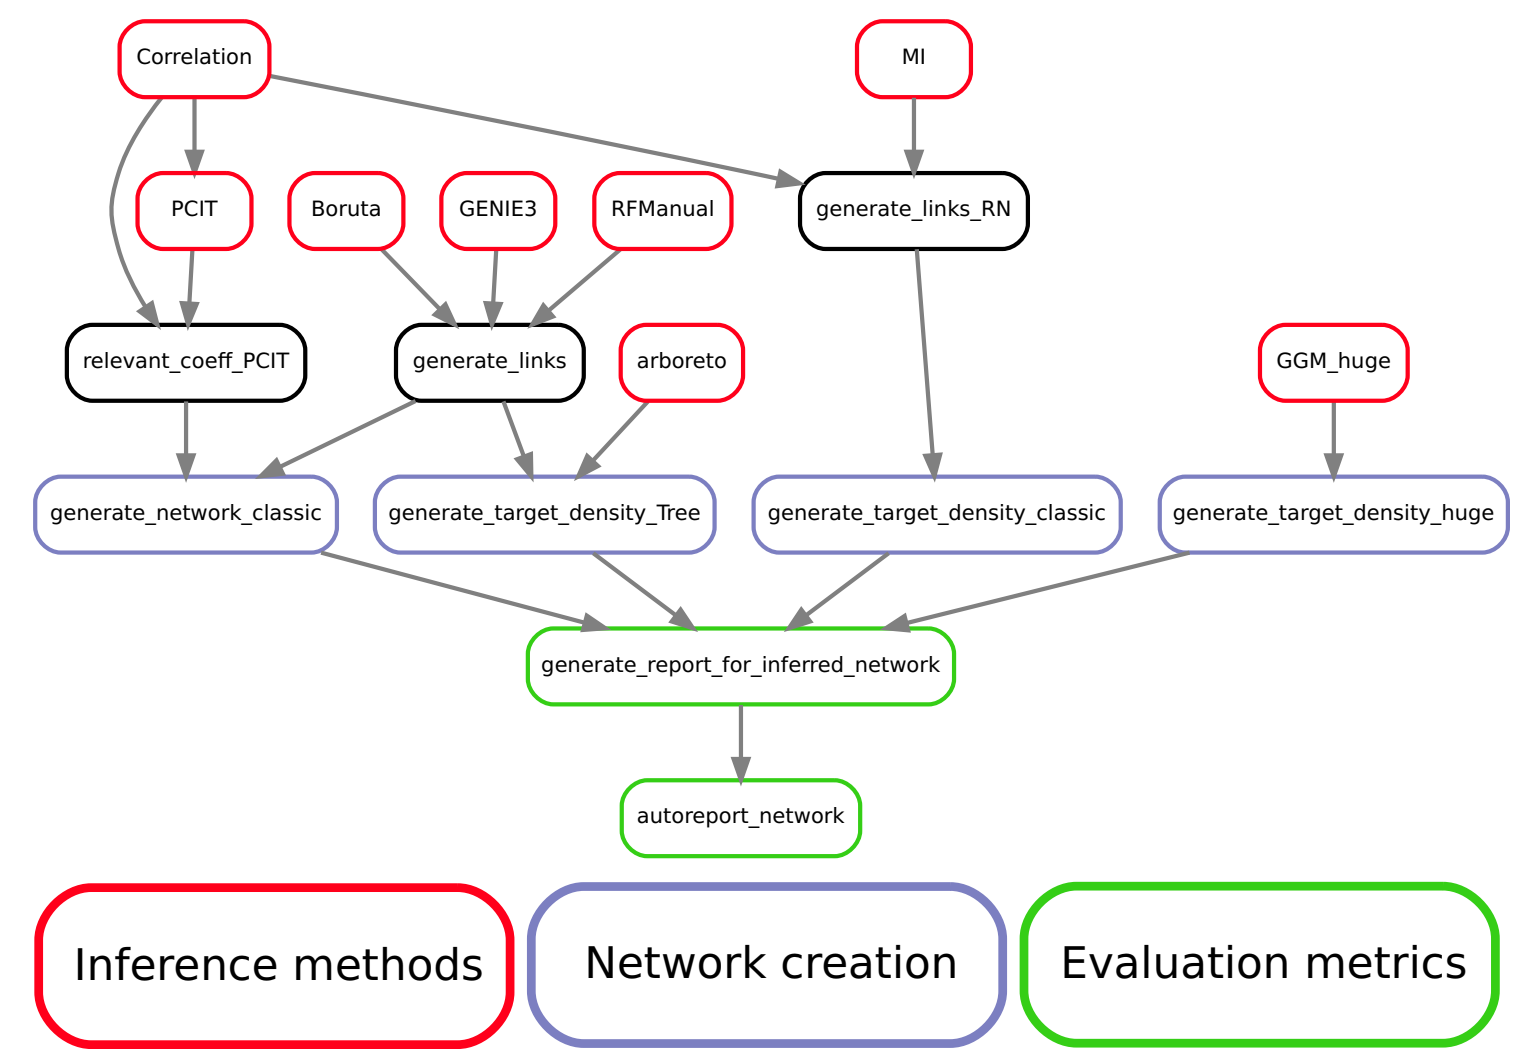 Correlation
MI
PCIT
Boruta
GENIE3
RFManual
generate_links_RN
relevant_coeff_PCIT
generate_links
arboreto
GGM_huge
generate_network_classic
generate_target_density_Tree
generate_target_density_classic
generate_target_density_huge
generate_report_for_inferred_network
autoreport_network
Inference methods
Network creation
Evaluation metrics